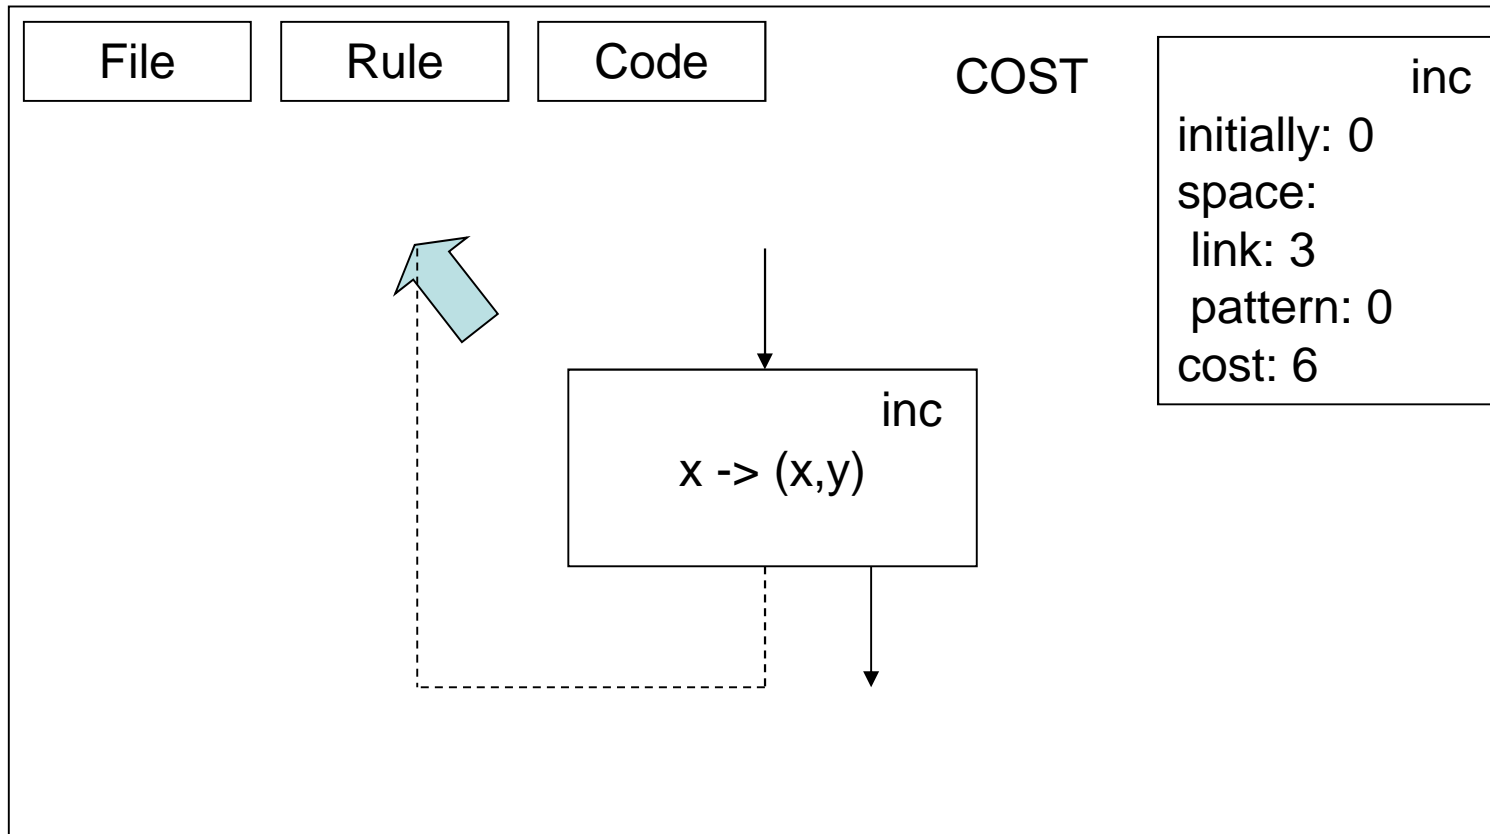 File
Rule
Code
COST
inc
initially: 0
space:
link: 3
pattern: 0
cost: 6
inc
x -> (x,y)